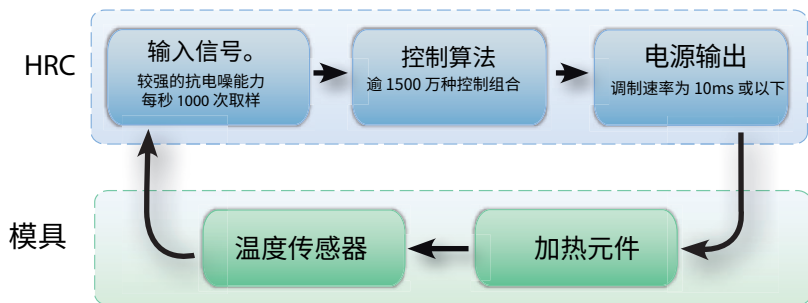 HRC
输入信号。
较强的抗电噪能力
每秒 1000 次取样
控制算法
逾 1500 万种控制组合
电源输出
调制速率为 10ms 或以下
模具
温度传感器
加热元件